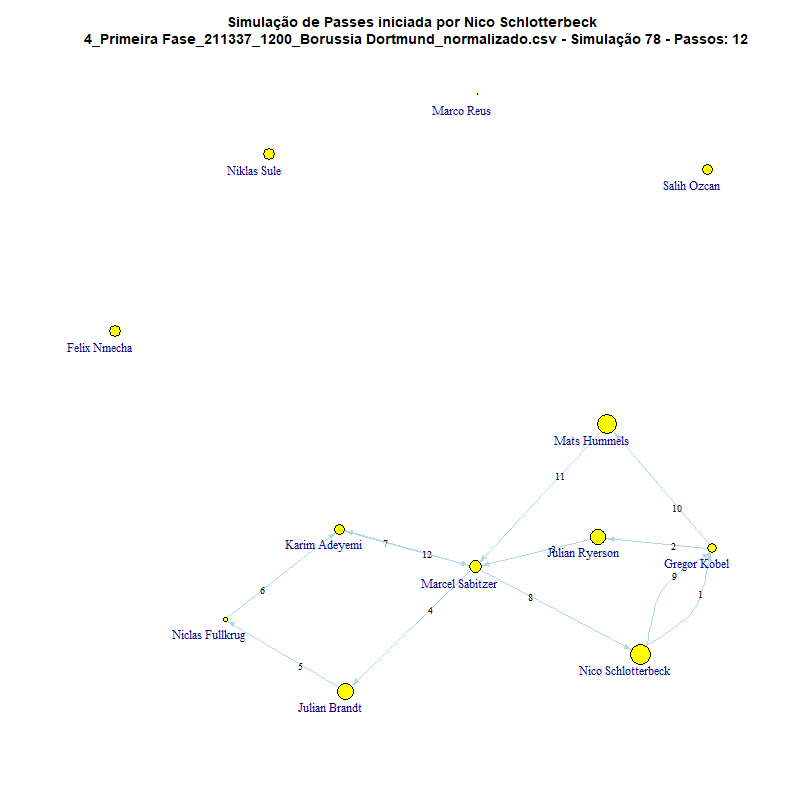 Simulação de Passes iniciada por Nico Schlotterbeck
4_Primeira Fase_211337_1200_Borussia Dortmund_normalizado.csv - Simulação 78 - Passos: 12
Marco Reus
Niklas Sule
Salih Ozcan
Felix Nmecha
Mats Hummels
11
10
Karim Adeyemi
7
12
Julian Ryerson
3
2
Gregor Kobel
Marcel Sabitzer
9
6
8
1
4
Niclas Fullkrug
5
Nico Schlotterbeck
Julian Brandt